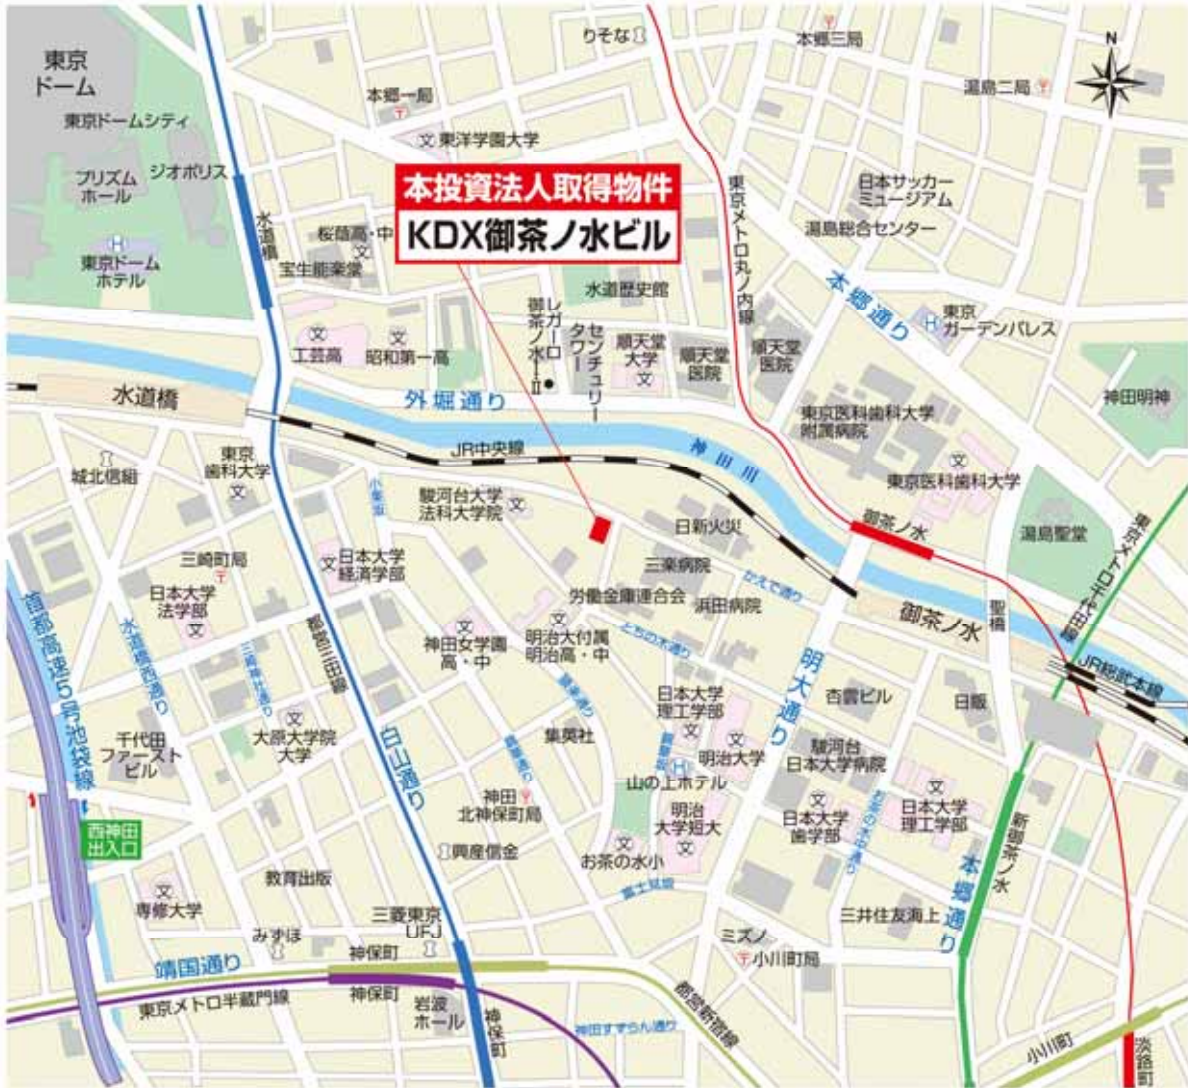 りそな
本郷三局
N
東京
ドーム
湯島二局
本郷一局
東京ドームシティ
東洋学園大学
プリズム
ホール
ジオポリス
本投資法人取得物件
KDX御茶ノ水ビル
東京メトロ丸ノ内線
日本サッカー
ミュージアム
湯島総合センター
水道橋
桜蔭高・中
宝生能楽堂
H
東京ドーム
ホテル
水道歴史館
本郷通り
H
東京
ガーデンパレス
レガーロ
御茶ノ水I・II
センチュリー
タワー
順天堂
大学
順天堂
医院
順天堂
医院
文
工芸高
文
昭和第一高
水道橋
外堀通り
神田明神
東京医科歯科大学
附属病院
JR中央線
神田川
東京
歯科大学
城北信組
東京医科歯科大学
駿河台大学
法科大学院
日新火災
御茶ノ水
湯島聖堂
東京メトロ千代田線
三崎町局
日本大学
経済学部
三楽病院
かえで通り
日本大学
法学部
労働金庫連合会
浜田病院
御茶ノ水
聖橋
首都高速5号池袋線
水道橋西通り
都営三田線
神田女学園
高・中
明治大付属
明治高・中
とちの木通り
明大通り
JR総武本線
日本大学
理工学部
杏雲ビル
日販
千代田
ファースト
ビル
大原大学院
大学
白山通り
集英社
明治大学
駿河台
日本大学病院
H
山の上ホテル
神田
北神保町局
明治
大学短大
日本大学
歯学部
日本大学
理工学部
新御茶ノ水
西神田
出入口
興産信金
お茶の水小
本郷通り
教育出版
富士見坂
専修大学
三菱東京
UFJ
三井住友海上
みずほ
神保町
ミズノ
小川町局
靖国通り
東京メトロ半蔵門線
神保町
岩波
ホール
神保町
神田すずらん通り
都営新宿線
小川町
淡路町